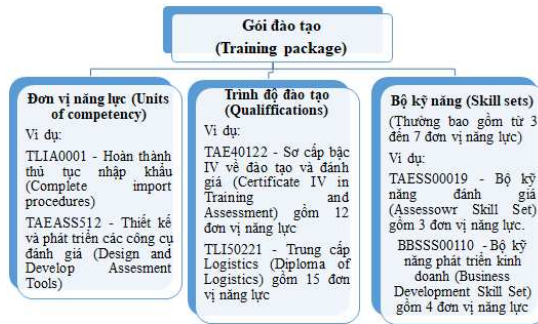 Gói đào tạo
(Training package)
Đơn vị năng lực (Units
of competency)
Ví dụ:
TLIA0001 - Hoàn thành
thủ tục nhập khẩu
(Complete import
procedures)
TAEASS512 - Thiết kế
và phát triển các công cụ
đánh giá (Design and
Develop Assesment
Tools)
Trình độ đào tạo
(Qualiffications)
Ví dụ:
TAE40122 - Sơ cấp bậc
IV về đào tạo và đánh
giá (Certificate IV in
Training and
Assessment) gồm 12
đơn vị năng lực.
TLI50221 - Trung cấp
Logistics (Diploma of
Logistics) gồm 15 đơn
vị năng lực
Bộ kỹ năng (Skill sets)
(Thường bao gồm từ 3
đến 7 đơn vị năng lực)
Ví dụ:
TAESS00019 - Bộ kỹ
năng đánh giá
(Assessowr Skill Set)
gồm 3 đơn vị năng lực.
BBSSS00110 - Bộ kỹ
năng phát triển kinh
doanh (Business
Development Skill Set)
gồm 4 đơn vị năng lực